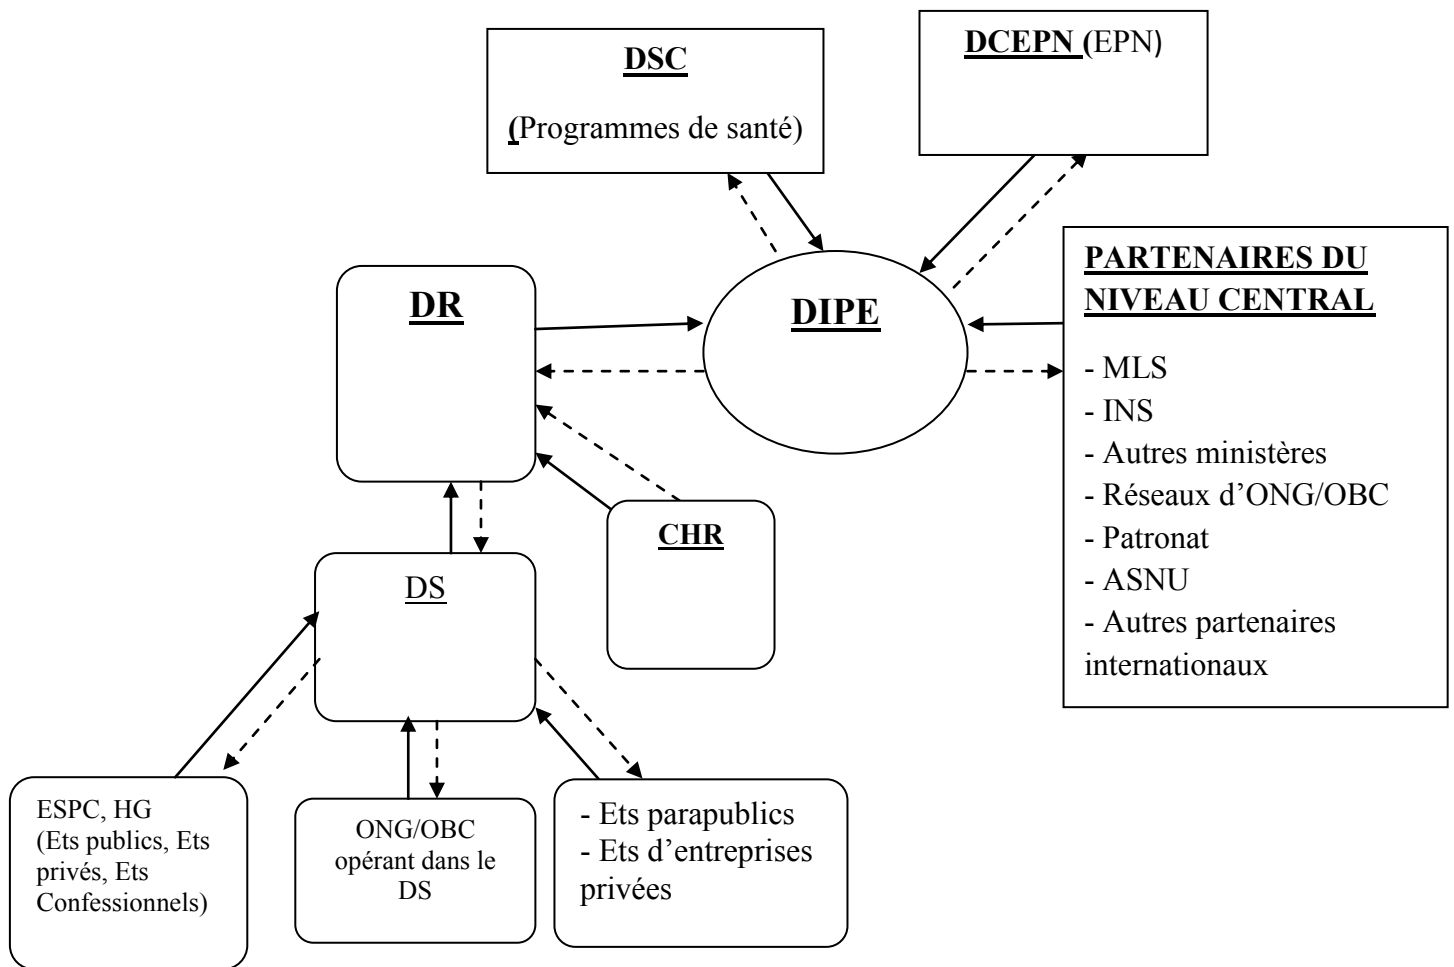 DSC
(Programmes de santé)
DCEPN (EPN)
DR
DIPE
PARTENAIRES DU
NIVEAU CENTRAL
- MLS
- INS
- Autres ministères
- Réseaux d’ONG/OBC
- Patronat
- ASNU
- Autres partenaires
internationaux
CHR
DS
ESPC, HG
(Ets publics, Ets
privés, Ets
Confessionnels)
ONG/OBC
opérant dans le
DS
- Ets parapublics
- Ets d’entreprises
privées